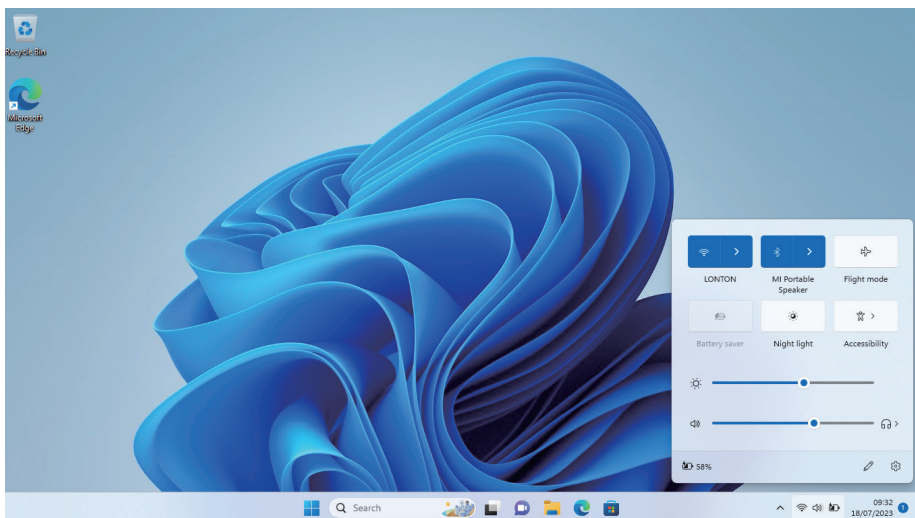 Recycle Bin
Microsoft
Edge
LONTON
MI Portable
Speaker
Flight mode
Battery saver
Night light
Accessibility
58%
Search
09:32
18/07/2023
1